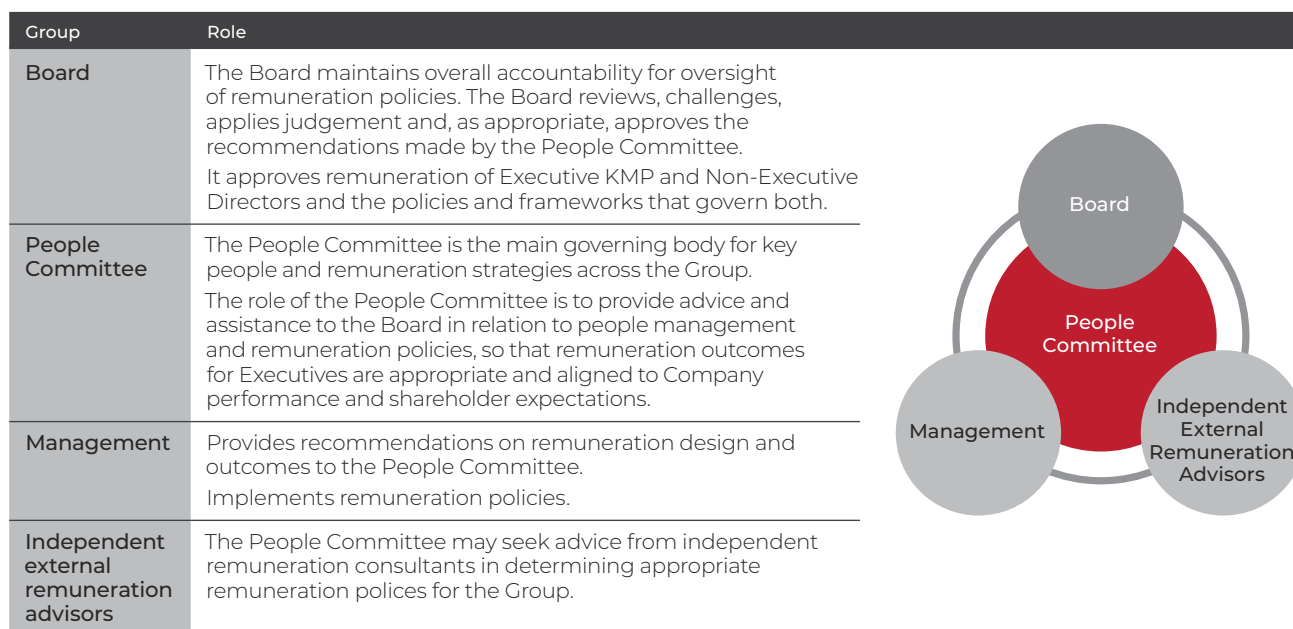 Group Role
Board
The Board maintains overall accountability for oversight
of remuneration policies. The Board reviews, challenges,
applies judgement and, as appropriate, approves the
recommendations made by the People Committee.
It approves remuneration of Executive KMP and Non-Executive
Directors and the policies and frameworks that govern both.
People
Committee
The People Committee is the main governing body for key
people and remuneration strategies across the Group.
The role of the People Committee is to provide advice and
assistance to the Board in relation to people management
and remuneration policies, so that remuneration outcomes
for Executives are appropriate and aligned to Company
performance and shareholder expectations.
Management
Provides recommendations on remuneration design and
outcomes to the People Committee.
Implements remuneration policies.
Independent
external
remuneration
advisors
The People Committee may seek advice from independent
remuneration consultants in determining appropriate
remuneration polices for the Group.
Board
People
Committee
Management
Independent
External
Remuneration
Advisors